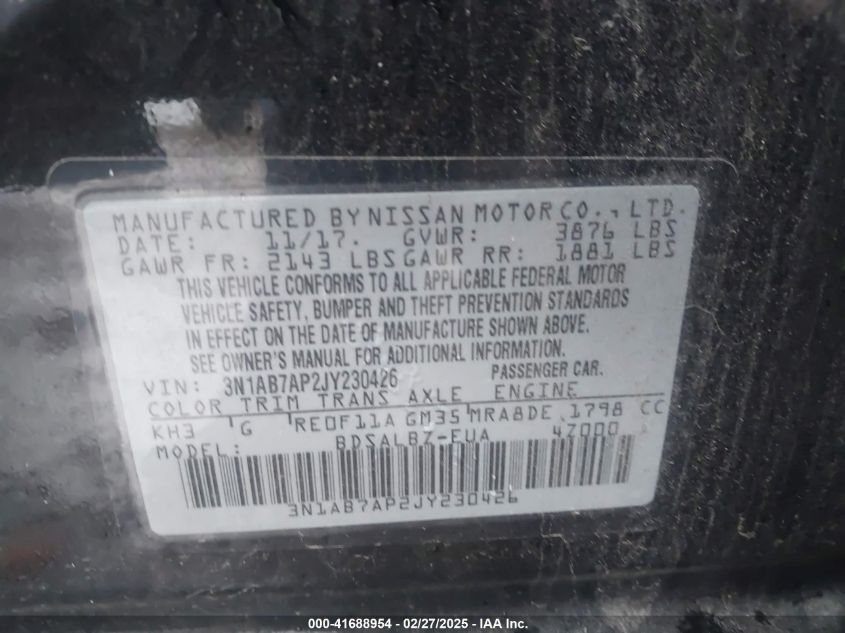 MANUFACTURED BY NISSAN MOTOR CO., LTD.
DATE: 11/17. GVWR: 3876 LBS
GAWR FR: 2143 LBS GAWR RR: 1881 LBS
THIS VEHICLE CONFORMS TO ALL APPLICABLE FEDERAL MOTOR
VEHICLE SAFETY, BUMPER AND THEFT PREVENTION STANDARDS
IN EFFECT ON THE DATE OF MANUFACTURE SHOWN ABOVE.
SEE OWNER'S MANUAL FOR ADDITIONAL INFORMATION.
VIN: 3N1AB7AP2JY230426 PASSENGER CAR.
COLOR TRIM TRANS AXLE ENGINE
KH3 G RE0F11A GM35 MRA8DE 1798 CC
MODEL: BDSALBZ-EUA 4Z000
3N1AB7AP2JY230426
000-41688954 - 02/27/2025 - IAAI Inc.